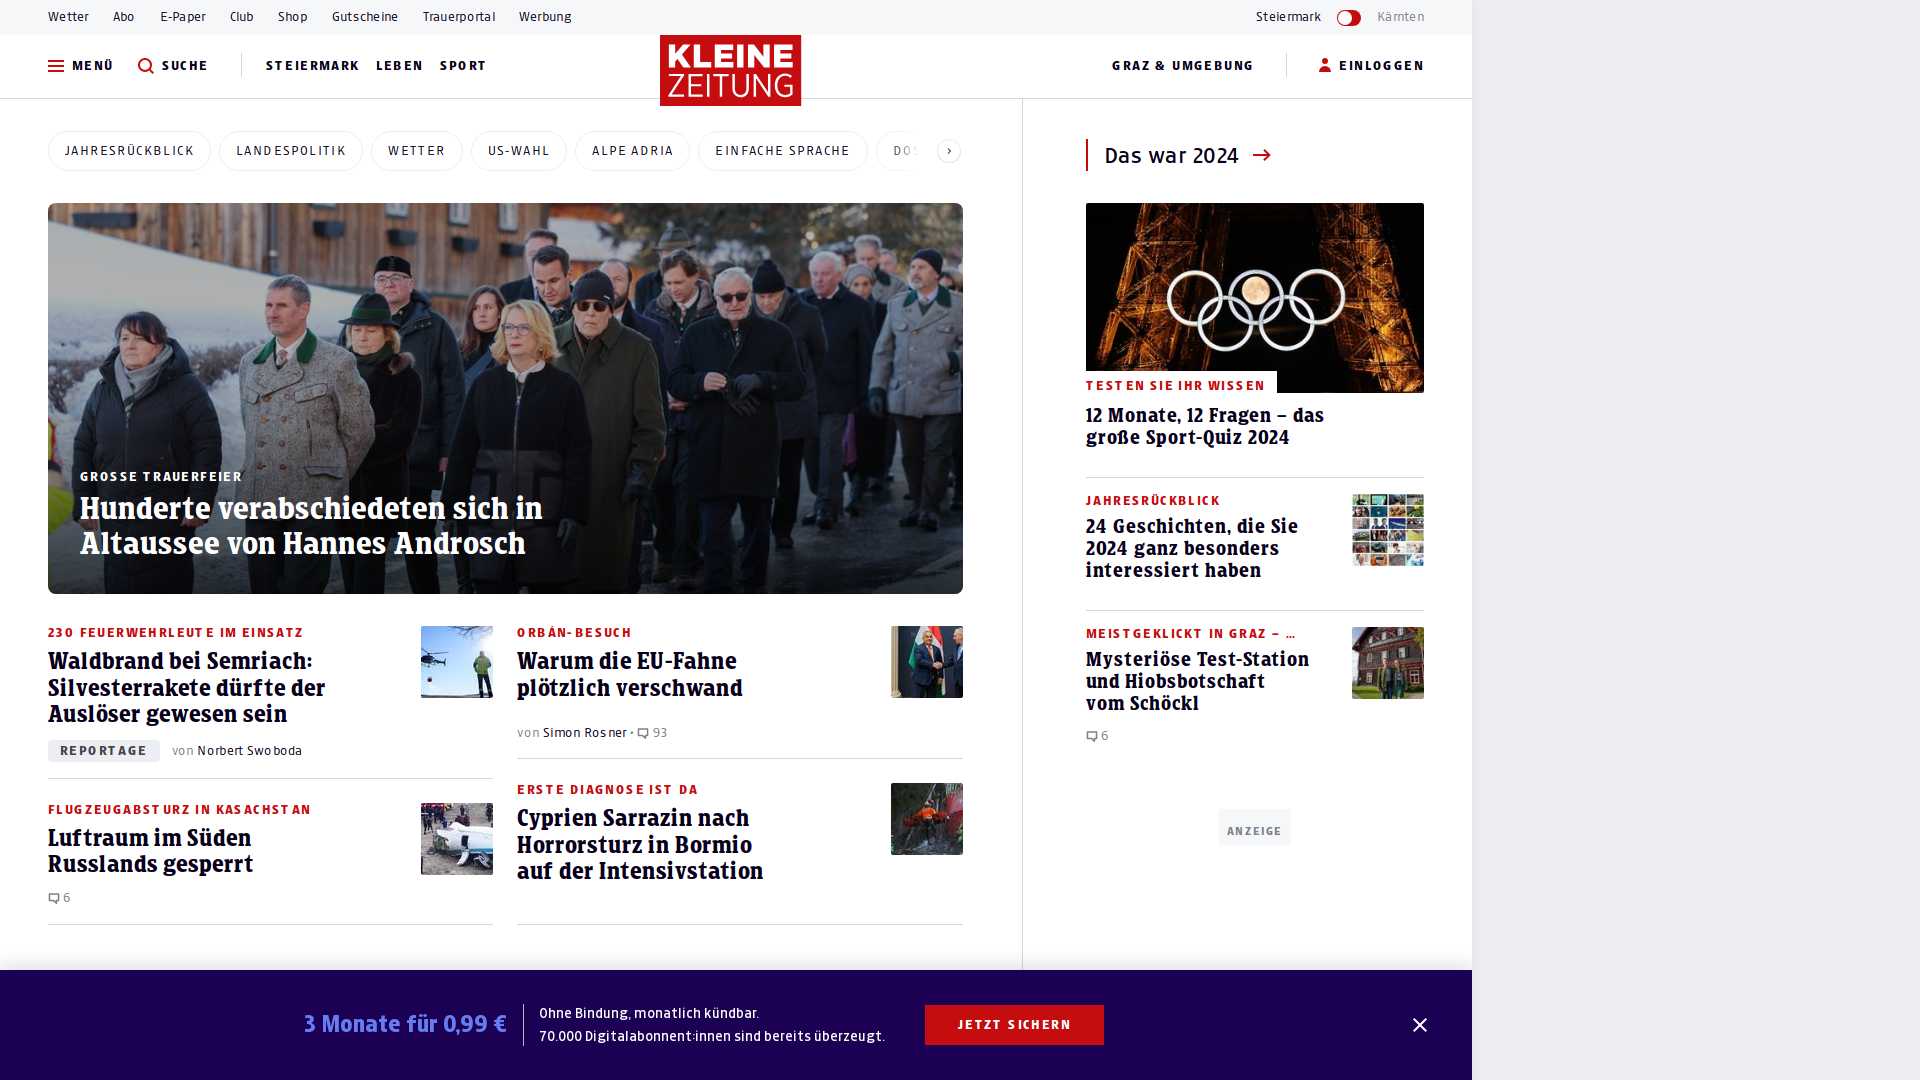 Wetter Abo E-Paper Club Shop Gutscheine Trauerportal Werbung Steiermark Kärnten
MENÜ SUCHE STEIERMARK LEBEN SPORT
KLEINE
ZEITUNG
GRAZ & UMGEBUNG EINLOGGEN
JAHRESRÜCKBLICK LANDESPOLITIK WETTER US-WAHL ALPE ADRIA EINFACHE SPRACHE
GROSSE TRAUERFEIER
Hunderte verabschiedeten sich in
Altaussee von Hannes Androsch
230 FEUERWEHRLEUTE IM EINSATZ
Waldbrand bei Semriach:
Silvesterrakete dürfte der
Auslöser gewesen sein
REPORTAGE von Norbert Swoboda
FLUGZEUGABSTURZ IN KASACHSTAN
Luftraum im Süden
Russlands gesperrt
6
ORBÁN-BESUCH
Warum die EU-Fahne
plötzlich verschwand
von Simon Rosner • 93
ERSTE DIAGNOSE IST DA
Cyprien Sarrazin nach
Horrorsturz in Bormio
auf der Intensivstation
Das war 2024
TESTEN SIE IHR WISSEN
12 Monate, 12 Fragen – das
große Sport-Quiz 2024
JAHRESRÜCKBLICK
24 Geschichten, die Sie
2024 ganz besonders
interessiert haben
MEISTGEKLICKT IN GRAZ – ...
Mysteriöse Test-Station
und Hiobsbotschaft
vom Schöckl
6
ANZEIGE
3 Monate für 0,99 €
Ohne Bindung, monatlich kündbar.
70.000 Digitalabonnent:innen sind bereits überzeugt.
JETZT SICHERN